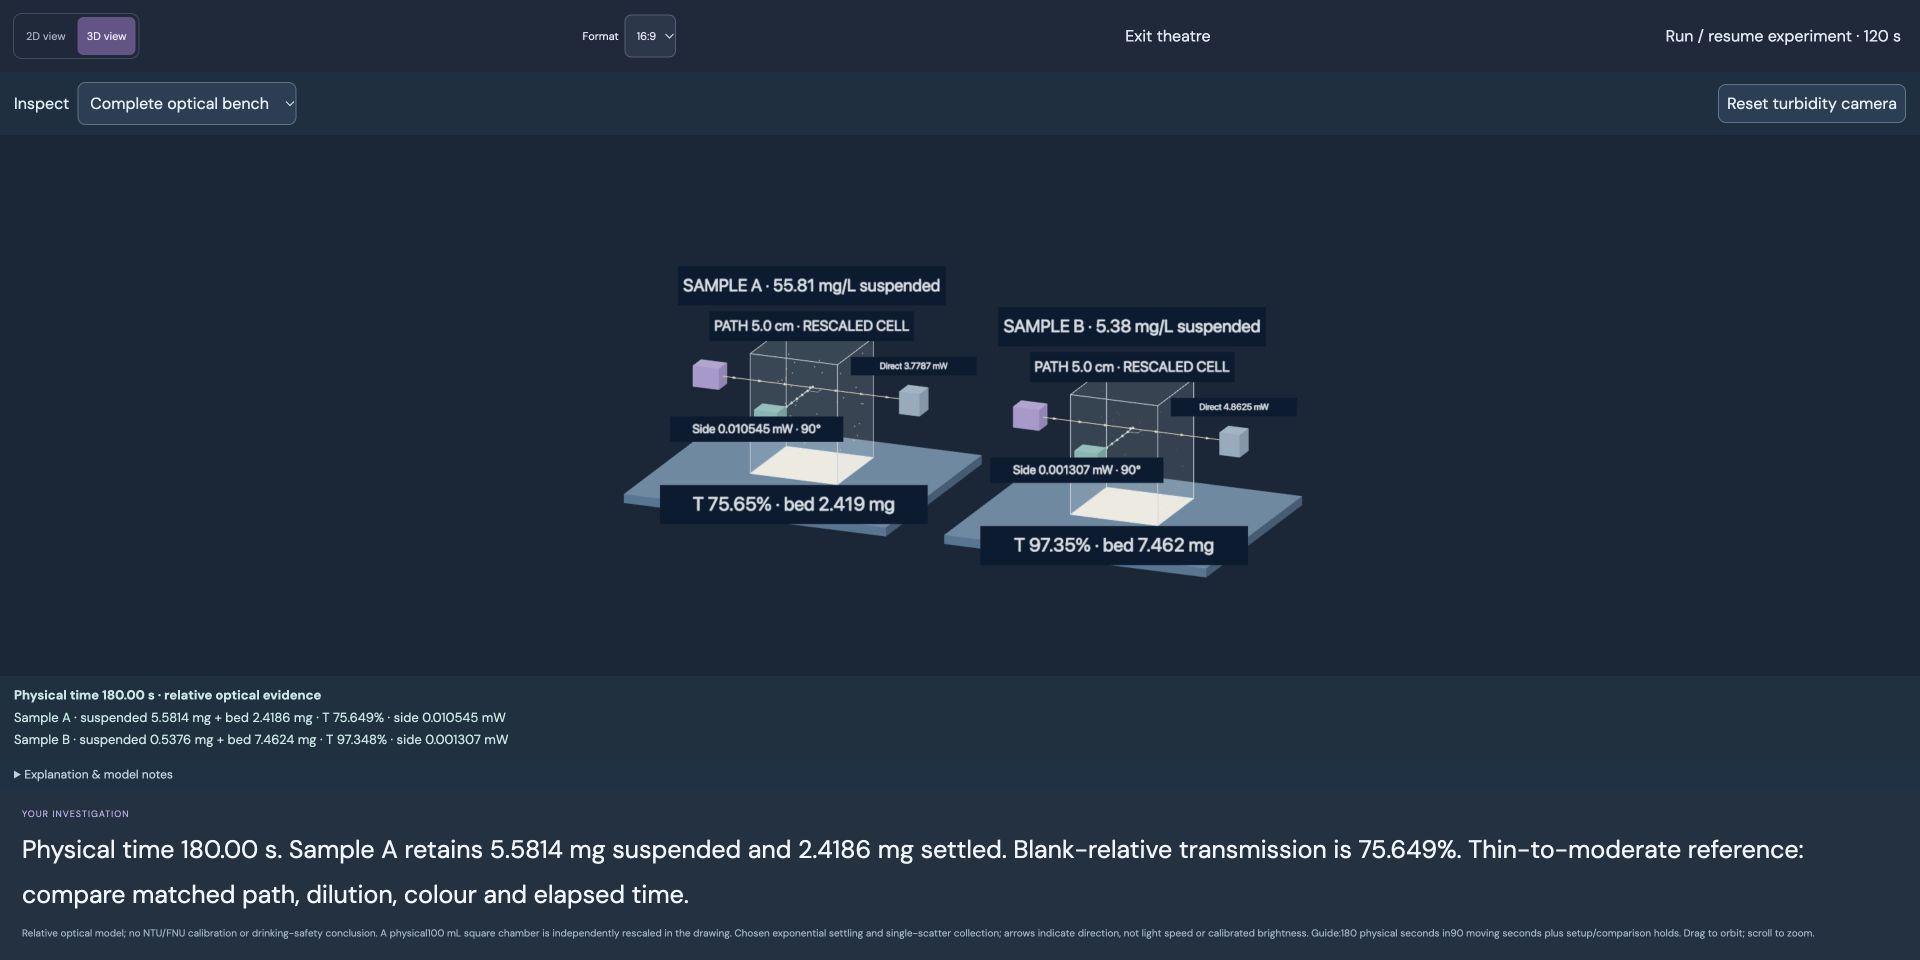 2D view
3D view
Format
16:9
Exit theatre
Run / resume experiment · 120 s
Inspect
Complete optical bench
Reset turbidity camera
SAMPLE A · 55.81 mg/L suspended
PATH 5.0 cm · RESCALED CELL
Direct 3.7787 mW
Side 0.010545 mW · 90°
T 75.65% · bed 2.419 mg
SAMPLE B · 5.38 mg/L suspended
PATH 5.0 cm · RESCALED CELL
Direct 4.8625 mW
Side 0.001307 mW · 90°
T 97.35% · bed 7.462 mg
Physical time 180.00 s · relative optical evidence
Sample A · suspended 5.5814 mg + bed 2.4186 mg · T 75.649% · side 0.010545 mW
Sample B · suspended 0.5376 mg + bed 7.4624 mg · T 97.348% · side 0.001307 mW
Explanation & model notes
YOUR INVESTIGATION
Physical time 180.00 s. Sample A retains 5.5814 mg suspended and 2.4186 mg settled. Blank-relative transmission is 75.649%. Thin-to-moderate reference:
compare matched path, dilution, colour and elapsed time.
Relative optical model; no NTU/FNU calibration or drinking-safety conclusion. A physical100 mL square chamber is independently rescaled in the drawing. Chosen exponential settling and single-scatter collection; arrows indicate direction, not light speed or calibrated brightness. Guide:180 physical seconds in90 moving seconds plus setup/comparison holds. Drag to orbit; scroll to zoom.